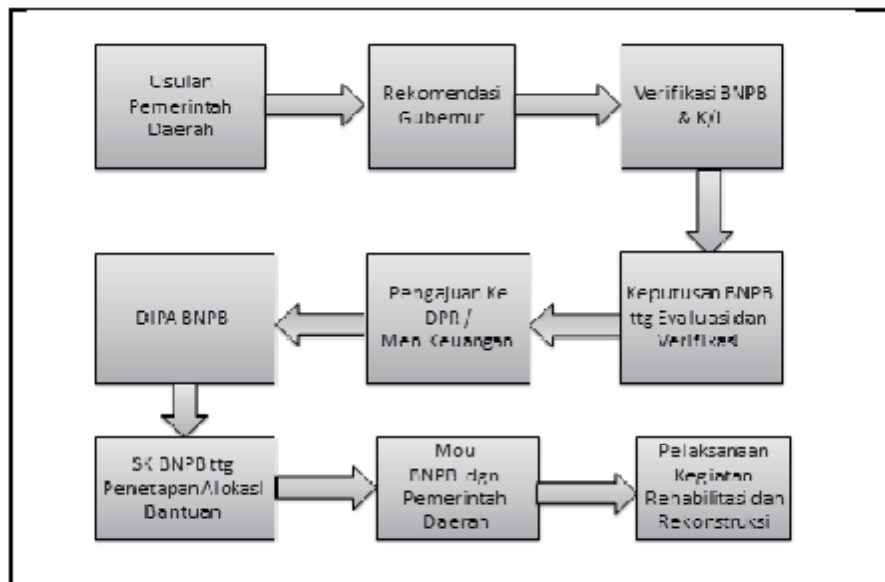 Usulan
Pemerintah
Daerah
Rekomendasi
Gubernur
Verifikasi BNPB
& K/L
Keputusan BNPB
ttg Evaluasi dan
Verifikasi
Pengajuan Ke
DPR /
Men Keuangan
DIPA BNPB
SK BNPB ttg
Penetapan Alokasi
Bantuan
Mou
BNPB dgn
Pemerintah
Daerah
Pelaksanaan
Kegiatan
Rehabilitasi dan
Rekonstruksi